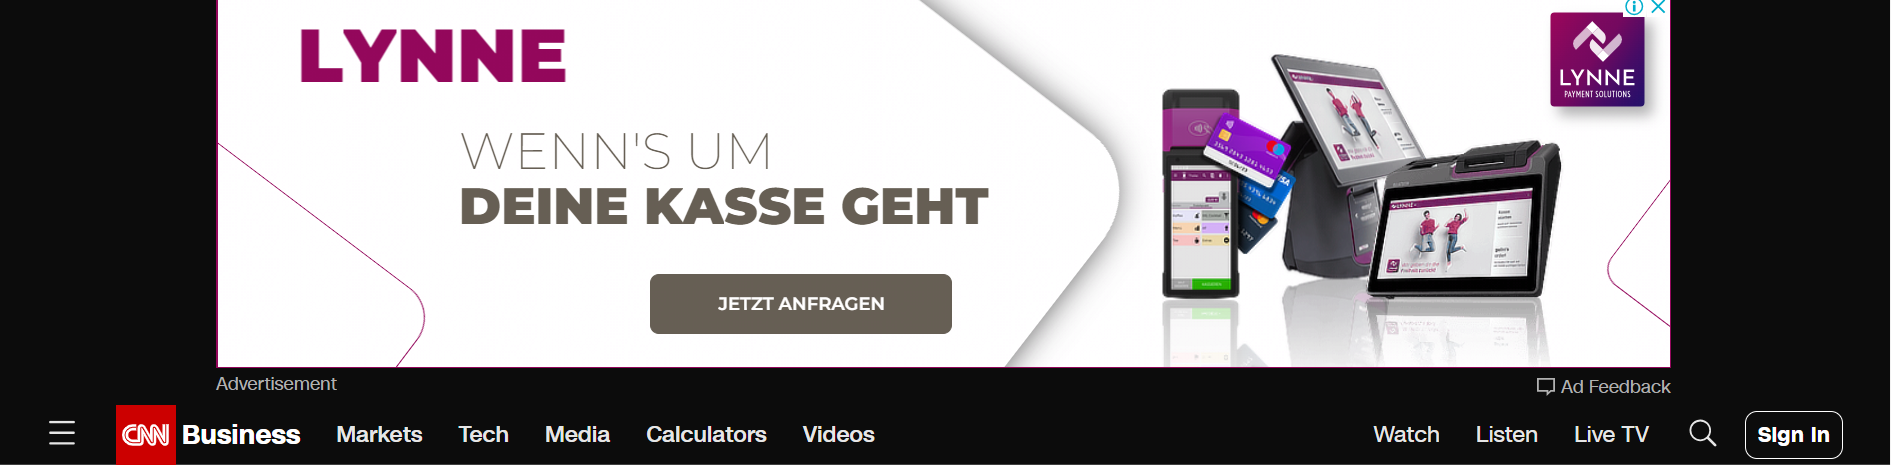 LYNNE
WENN'S UM
DEINE KASSE GEHT
JETZT ANFRAGEN
LYNNE
PAYMENT SOLUTIONS
VISA
Advertisement
Ad Feedback
CNN Business Markets Tech Media Calculators Videos Watch Listen Live TV Sign In